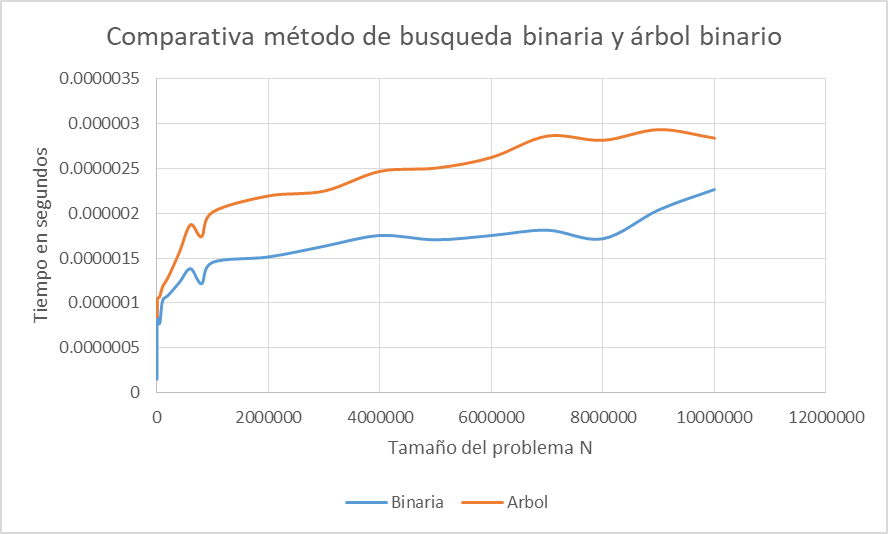 Comparativa método de busqueda binaria y árbol binario
0.0000035
0.000003
0.0000025
0.000002
0.0000015
0.000001
0.0000005
0
Tiempo en segundos
0 2000000 4000000 6000000 8000000 10000000 12000000
Tamaño del problema N
Binaria Arbol